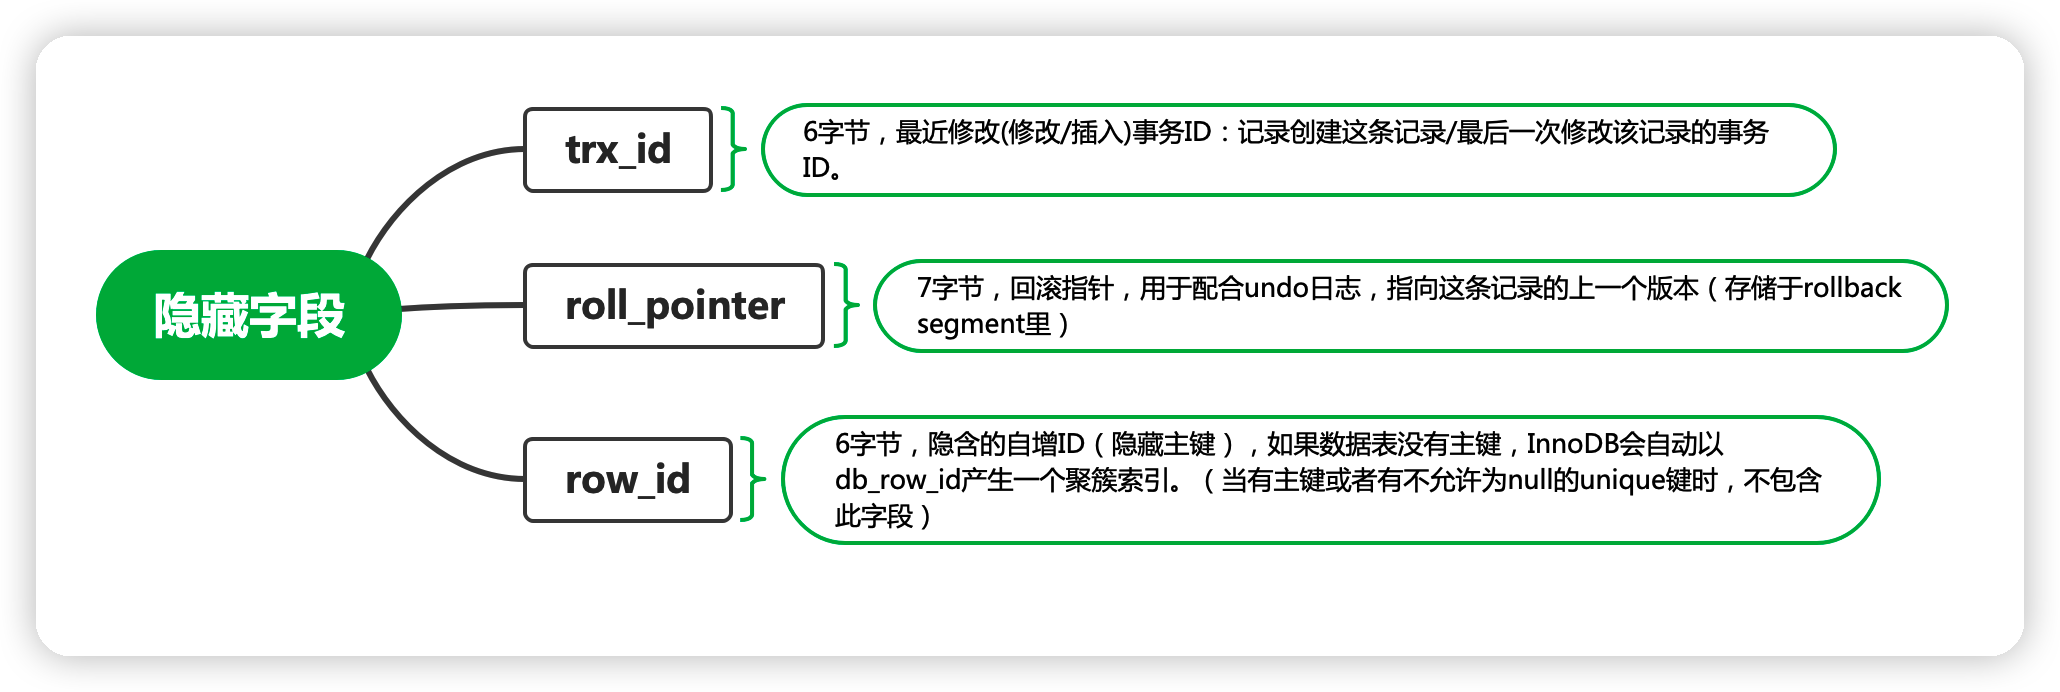 隐藏字段
trx_id
6字节，最近修改(修改/插入)事务ID：记录创建这条记录/最后一次修改该记录的事务
ID。
roll_pointer
7字节，回滚指针，用于配合undo日志，指向这条记录的上一个版本（存储于rollback
segment里）
row_id
6字节，隐含的自增ID（隐藏主键），如果数据表没有主键，InnoDB会自动以
db_row_id产生一个聚簇索引。（当有主键或者有不允许为null的unique键时，不包含
此字段）